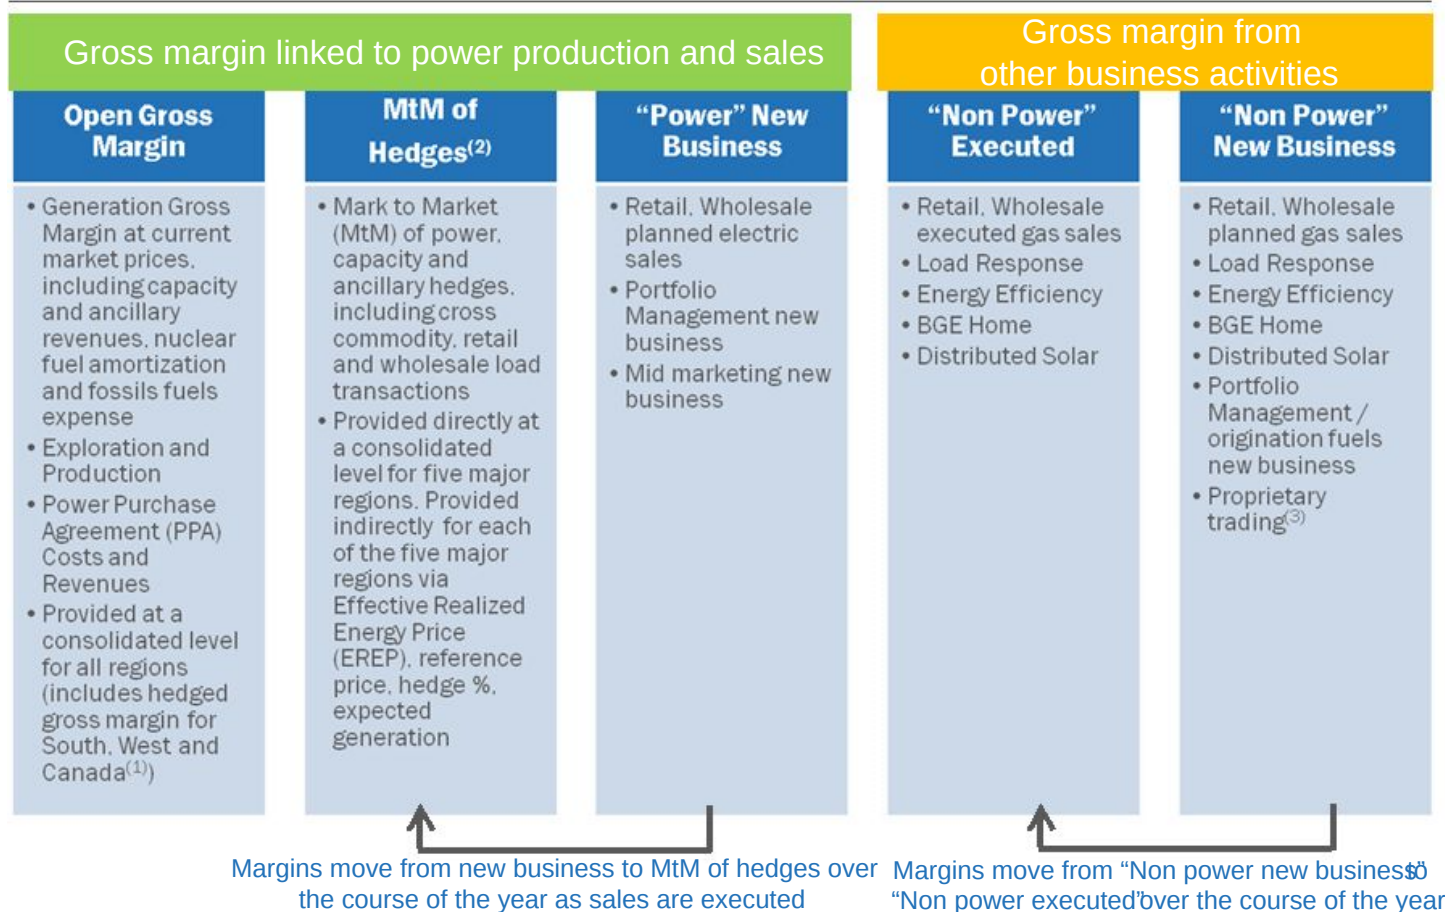 Gross margin linked to power production and sales
Gross margin from
other business activities
Open Gross
Margin
• Generation Gross
Margin at current
market prices,
including capacity
and ancillary
revenues, nuclear
fuel amortization
and fossils fuels
expense
• Exploration and
Production
• Power Purchase
Agreement (PPA)
Costs and
Revenues
• Provided at a
consolidated level
for all regions
(includes hedged
gross margin for
South, West and
Canada(1))
MtM of
Hedges(2)
• Mark to Market
(MtM) of power,
capacity and
ancillary hedges,
including cross
commodity, retail
and wholesale load
transactions
• Provided directly at
a consolidated
level for five major
regions. Provided
indirectly for each
of the five major
regions via
Effective Realized
Energy Price
(EREP), reference
price, hedge %,
expected
generation
“Power” New
Business
• Retail, Wholesale
planned electric
sales
• Portfolio
Management new
business
• Mid marketing new
business
“Non Power”
Executed
• Retail, Wholesale
executed gas sales
• Load Response
• Energy Efficiency
• BGE Home
• Distributed Solar
“Non Power”
New Business
• Retail, Wholesale
planned gas sales
• Load Response
• Energy Efficiency
• BGE Home
• Distributed Solar
• Portfolio
Management /
origination fuels
new business
• Proprietary
trading(3)
Margins move from new business to MtM of hedges over
the course of the year as sales are executed
Margins move from “Non power new business” to
“Non power executed” over the course of the year